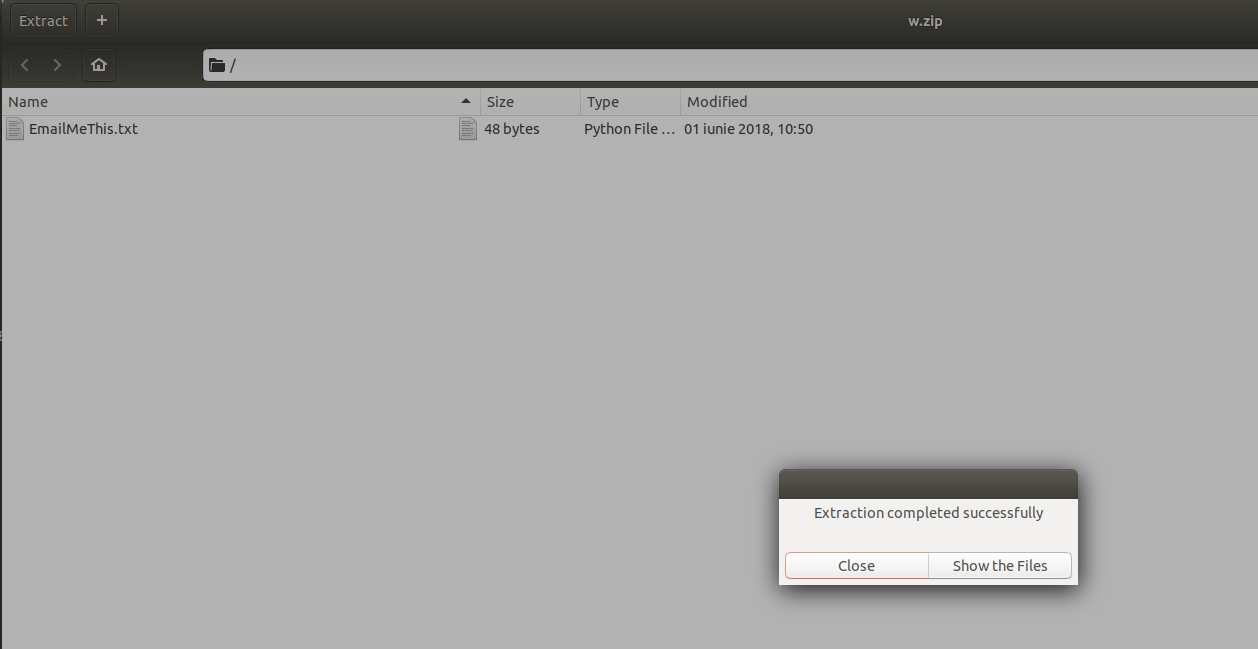 Extract + w.zip
/
Name Size Type Modified
EmailMeThis.txt 48 bytes Python File ... 01 iunie 2018, 10:50
Extraction completed successfully
Close Show the Files